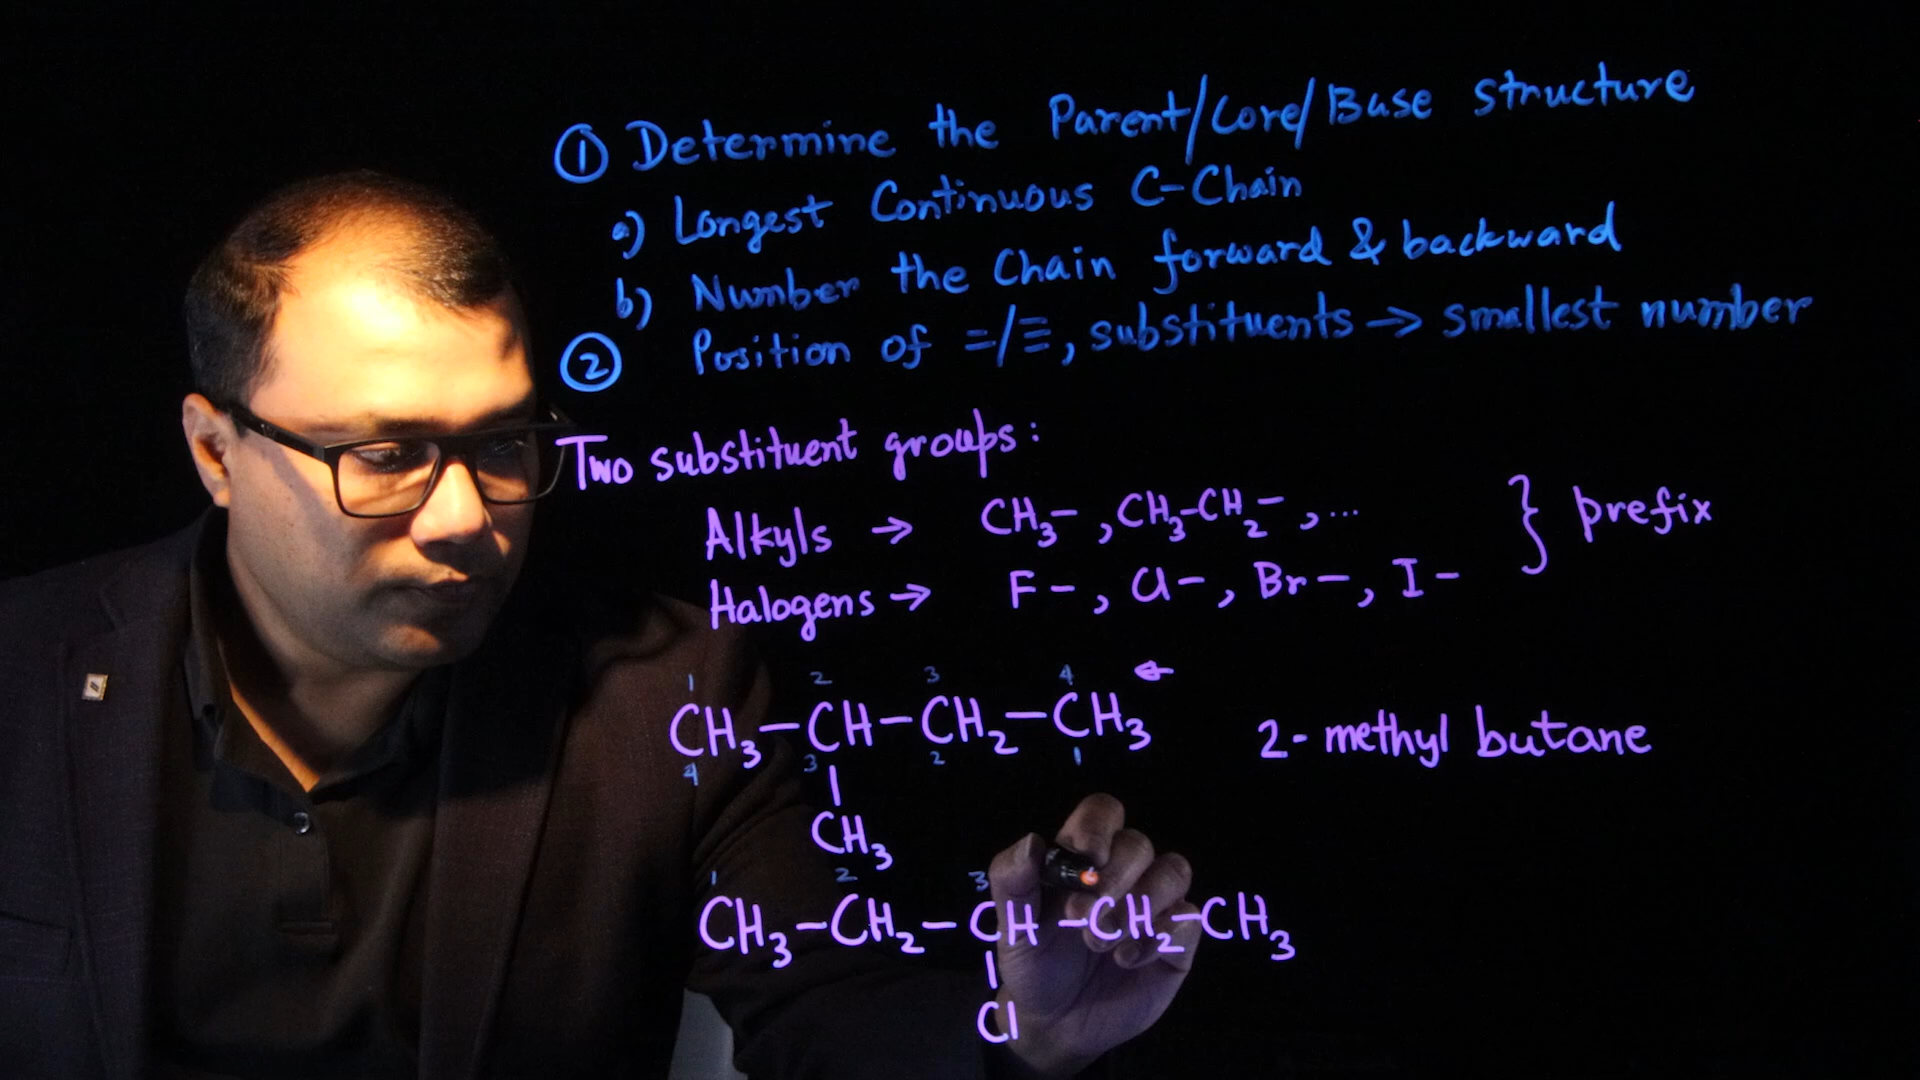 ① Determine the Parent/Core/Base structure
a) Longest Continuous C-Chain
b) Number the Chain forward & backward
② Position of =/≡, substituents → smallest number
Two substituent groups:
Alkyls → CH₃-, CH₃-CH₂-, ... } prefix
Halogens → F-, Cl-, Br-, I-
1 2 3 4 ←
CH₃-CH-CH₂-CH₃ 2-methyl butane
4 3 2 1
|
CH₃
1 2 3
CH₃-CH₂-CH-CH₂-CH₃
|
Cl